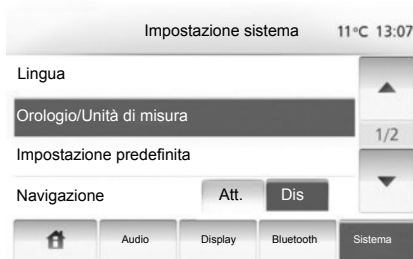 Impostazione sistema 11°C 13:07
Lingua
Orologio/Unità di misura
1/2
Impostazione predefinita
Navigazione Att. Dis
Audio Display Bluetooth Sistema